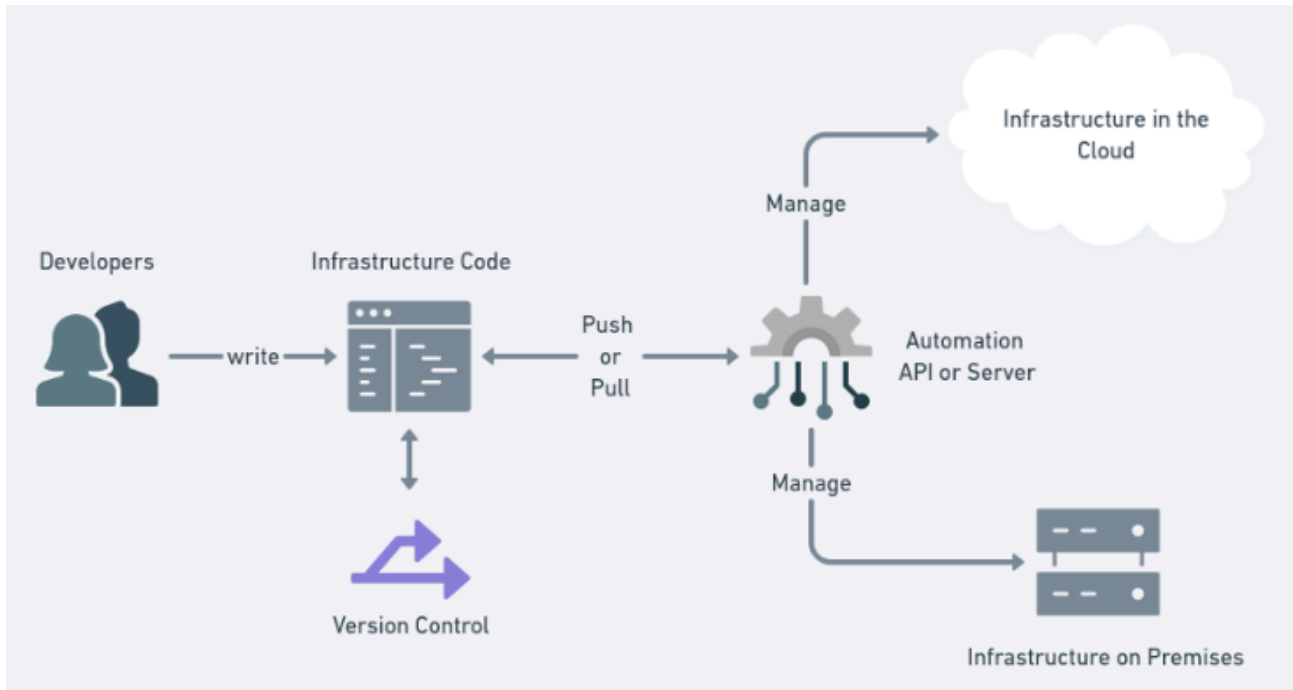 Infrastructure in the
Cloud
Manage
Developers
Infrastructure Code
write
Push
or
Pull
Automation
API or Server
Manage
Version Control
Infrastructure on Premises